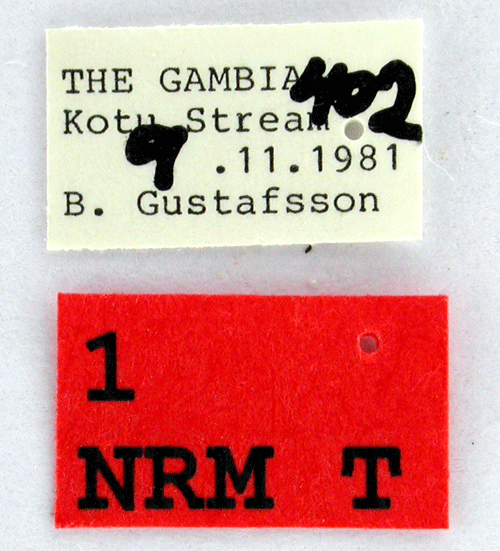 THE GAMBIA 402
Kotu Stream
9 .11.1981
B. Gustafsson
1
NRM T